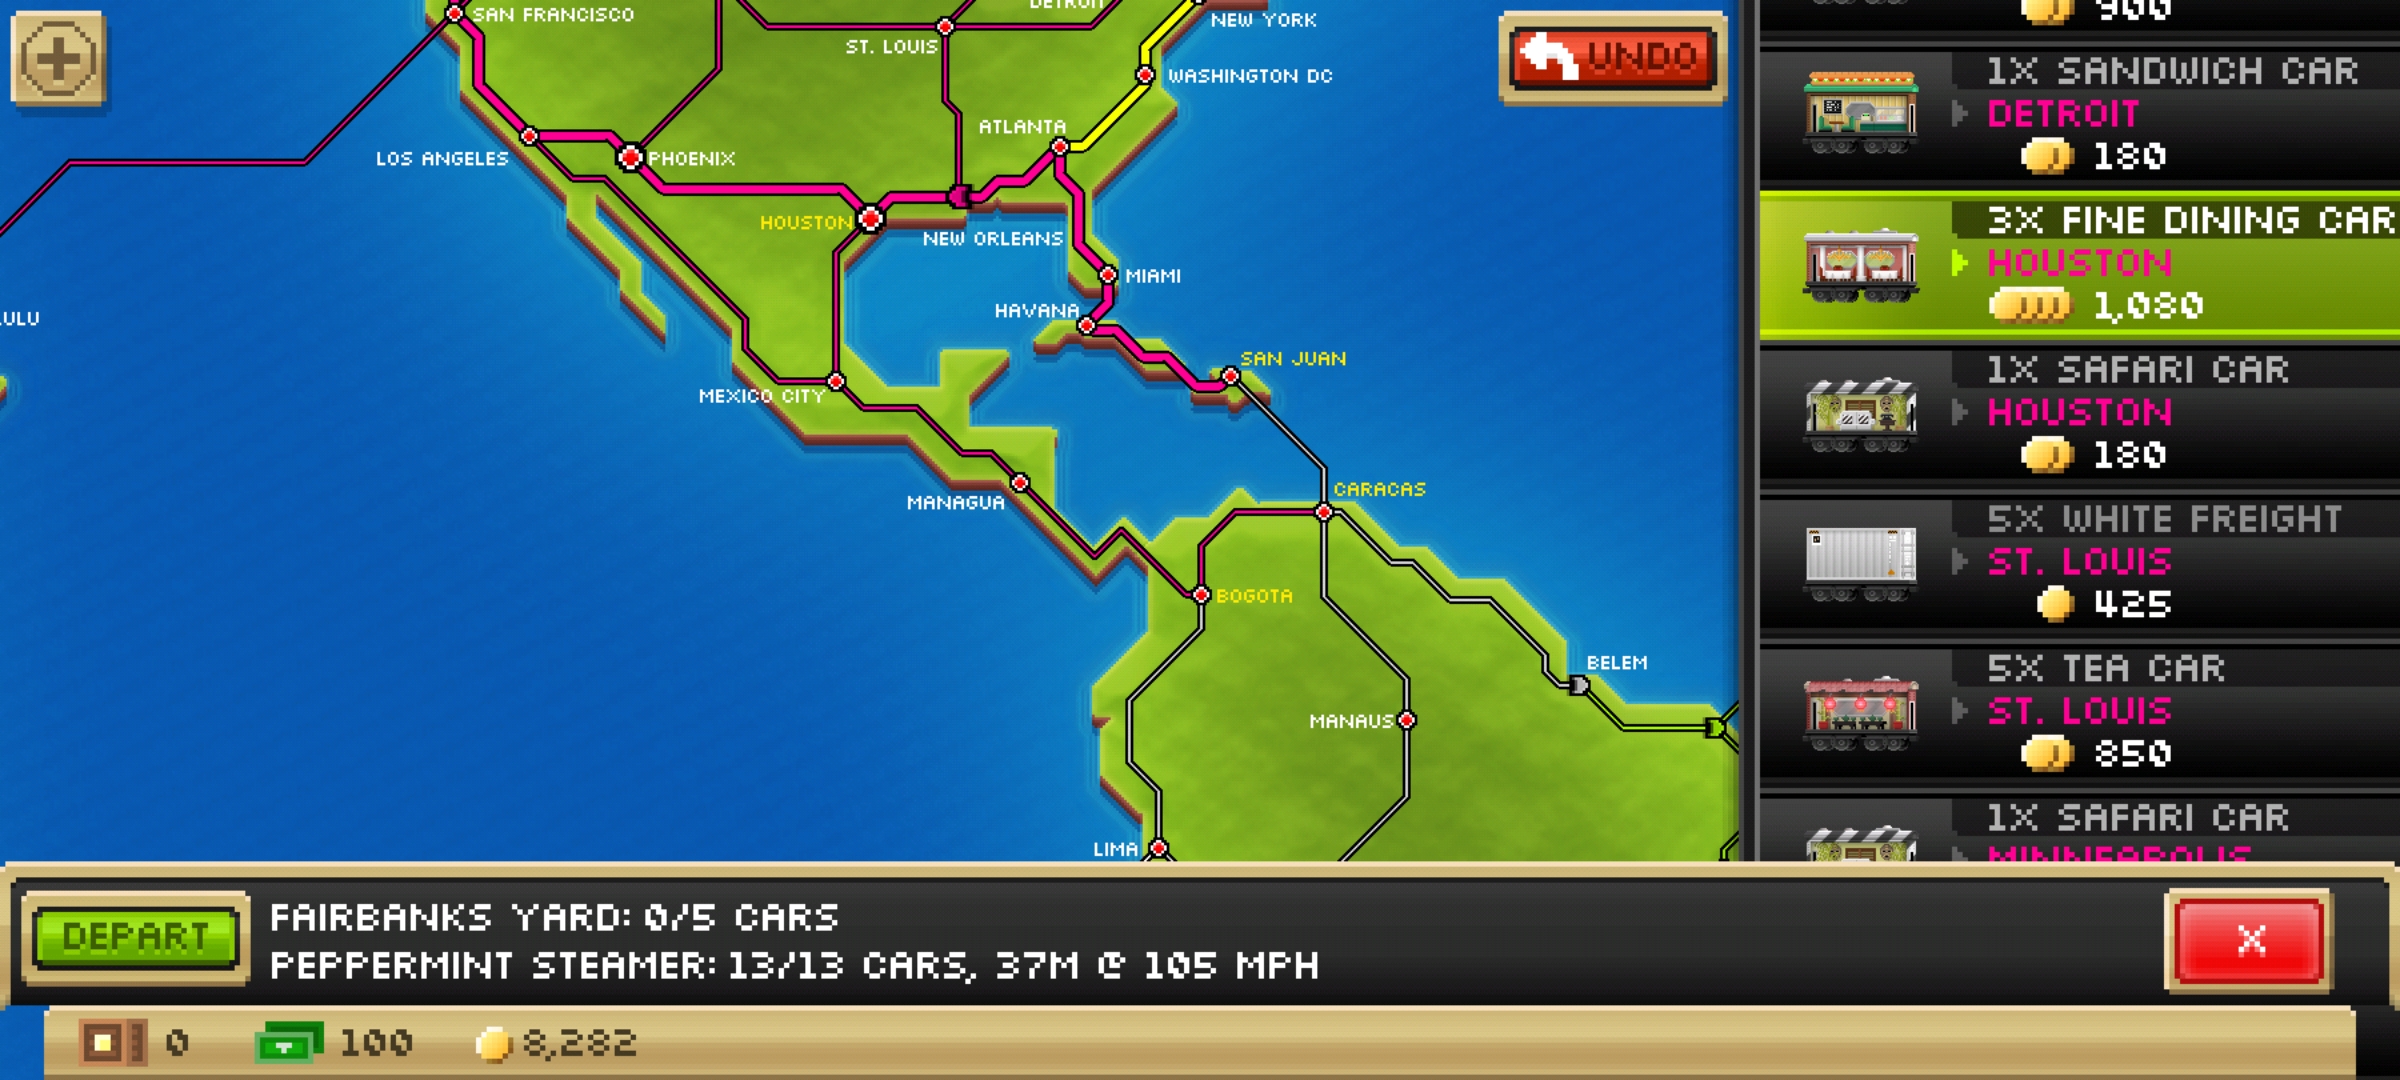 SAN FRANCISCO
NEW YORK
ST. LOUIS
WASHINGTON DC
ATLANTA
LOS ANGELES
PHOENIX
HOUSTON
NEW ORLEANS
MIAMI
HAVANA
SAN JUAN
MEXICO CITY
MANAGUA
CARACAS
BOGOTA
BELEM
MANAUS
LIMA
DETROIT
ULU
UNDO
900
1X SANDWICH CAR
DETROIT
180
3X FINE DINING CAR
HOUSTON
1,080
1X SAFARI CAR
HOUSTON
180
5X WHITE FREIGHT
ST. LOUIS
425
5X TEA CAR
ST. LOUIS
850
1X SAFARI CAR
MINNEAPOLIS
DEPART
FAIRBANKS YARD: 0/5 CARS
PEPPERMINT STEAMER: 13/13 CARS, 37M @ 105 MPH
X
0
100
8,282